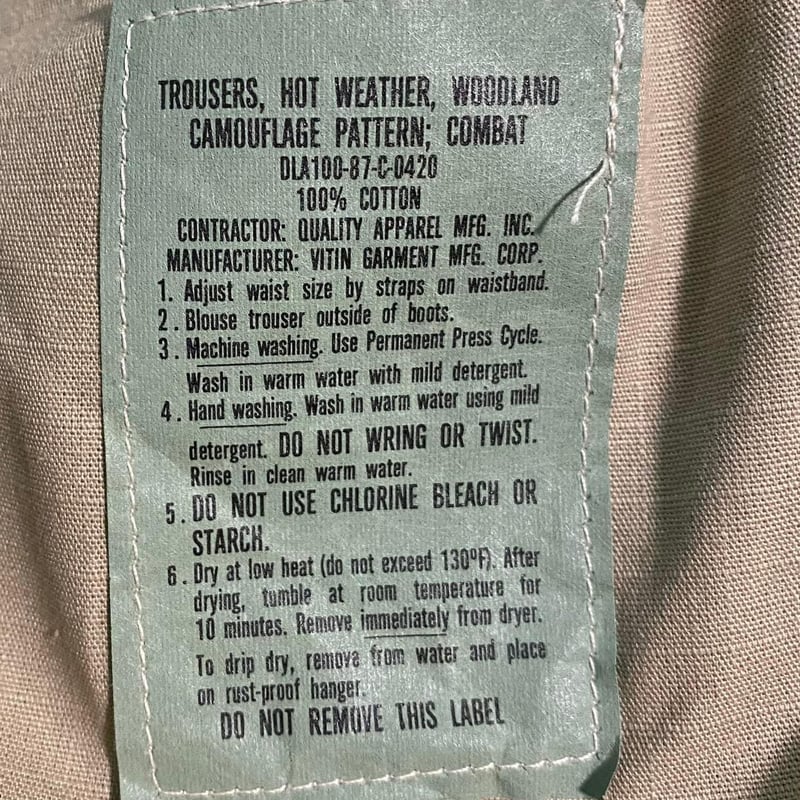 TROUSERS, HOT WEATHER, WOODLAND
CAMOUFLAGE PATTERN; COMBAT
DLA100-87-C-0420
100% COTTON
CONTRACTOR: QUALITY APPAREL MFG. INC.
MANUFACTURER: VITIN GARMENT MFG. CORP.
1. Adjust waist size by straps on waistband.
2. Blouse trouser outside of boots.
3. Machine washing. Use Permanent Press Cycle.
Wash in warm water with mild detergent.
4. Hand washing. Wash in warm water using mild
detergent. DO NOT WRING OR TWIST.
Rinse in clean warm water.
5. DO NOT USE CHLORINE BLEACH OR
STARCH.
6. Dry at low heat (do not exceed 130ºF). After
drying, tumble at room temperature for
10 minutes. Remove immediately from dryer.
To drip dry, remove from water and place
on rust-proof hanger.
DO NOT REMOVE THIS LABEL